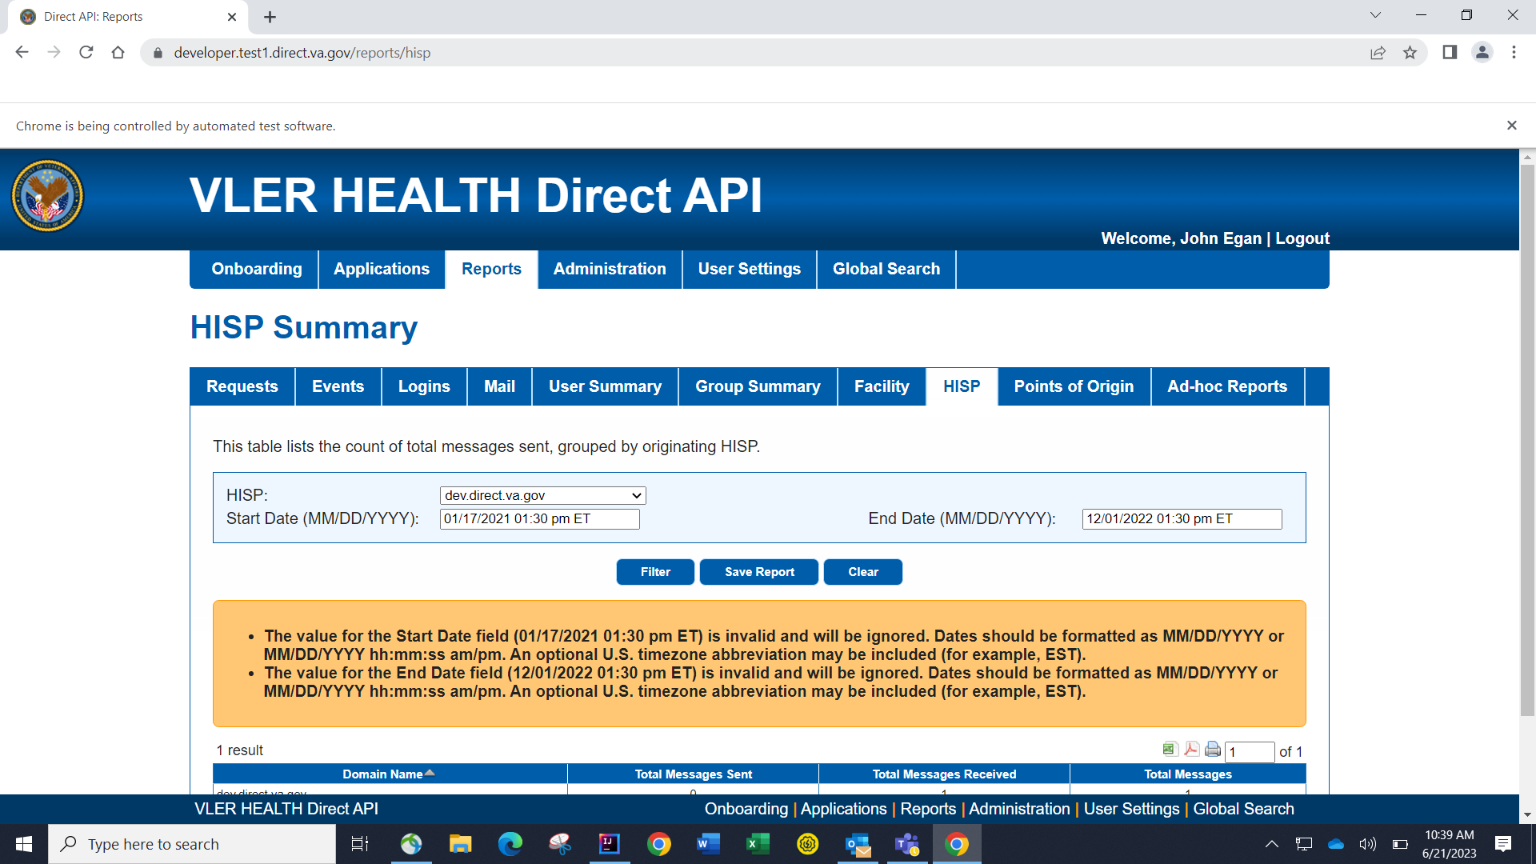 Direct API: Reports
developer.test1.direct.va.gov/reports/hisp
Chrome is being controlled by automated test software.
VLER HEALTH Direct API
Welcome, John Egan | Logout
Onboarding Applications Reports Administration User Settings Global Search
HISP Summary
Requests Events Logins Mail User Summary Group Summary Facility HISP Points of Origin Ad-hoc Reports
This table lists the count of total messages sent, grouped by originating HISP.
HISP: dev.direct.va.gov
Start Date (MM/DD/YYYY): 01/17/2021 01:30 pm ET End Date (MM/DD/YYYY): 12/01/2022 01:30 pm ET
Filter Save Report Clear
• The value for the Start Date field (01/17/2021 01:30 pm ET) is invalid and will be ignored. Dates should be formatted as MM/DD/YYYY or
MM/DD/YYYY hh:mm:ss am/pm. An optional U.S. timezone abbreviation may be included (for example, EST).
• The value for the End Date field (12/01/2022 01:30 pm ET) is invalid and will be ignored. Dates should be formatted as MM/DD/YYYY or
MM/DD/YYYY hh:mm:ss am/pm. An optional U.S. timezone abbreviation may be included (for example, EST).
1 result 1 of 1
Domain Name Total Messages Sent Total Messages Received Total Messages
dev.direct.va.gov 0 1 1
VLER HEALTH Direct API Onboarding | Applications | Reports | Administration | User Settings | Global Search
Type here to search
10:39 AM
6/21/2023